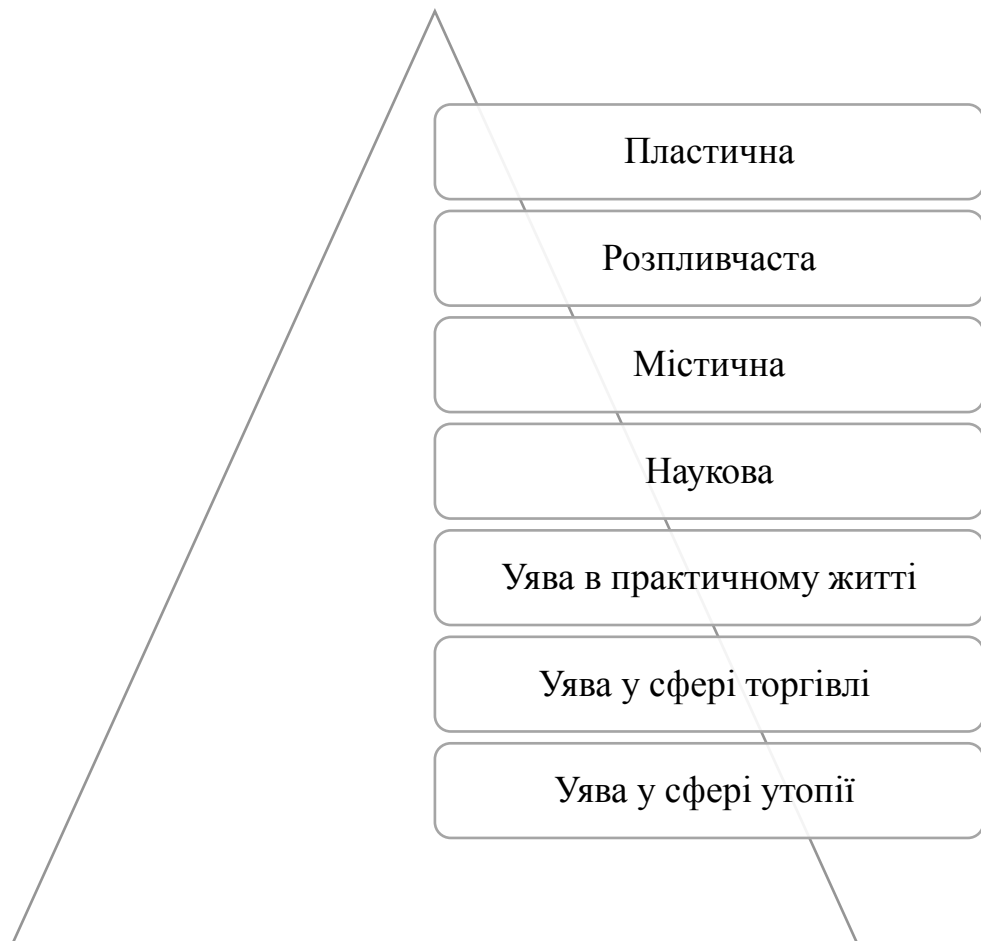 Пластична
Розпливчаста
Містична
Наукова
Уява в практичному житті
Уява у сфері торгівлі
Уява у сфері утопії